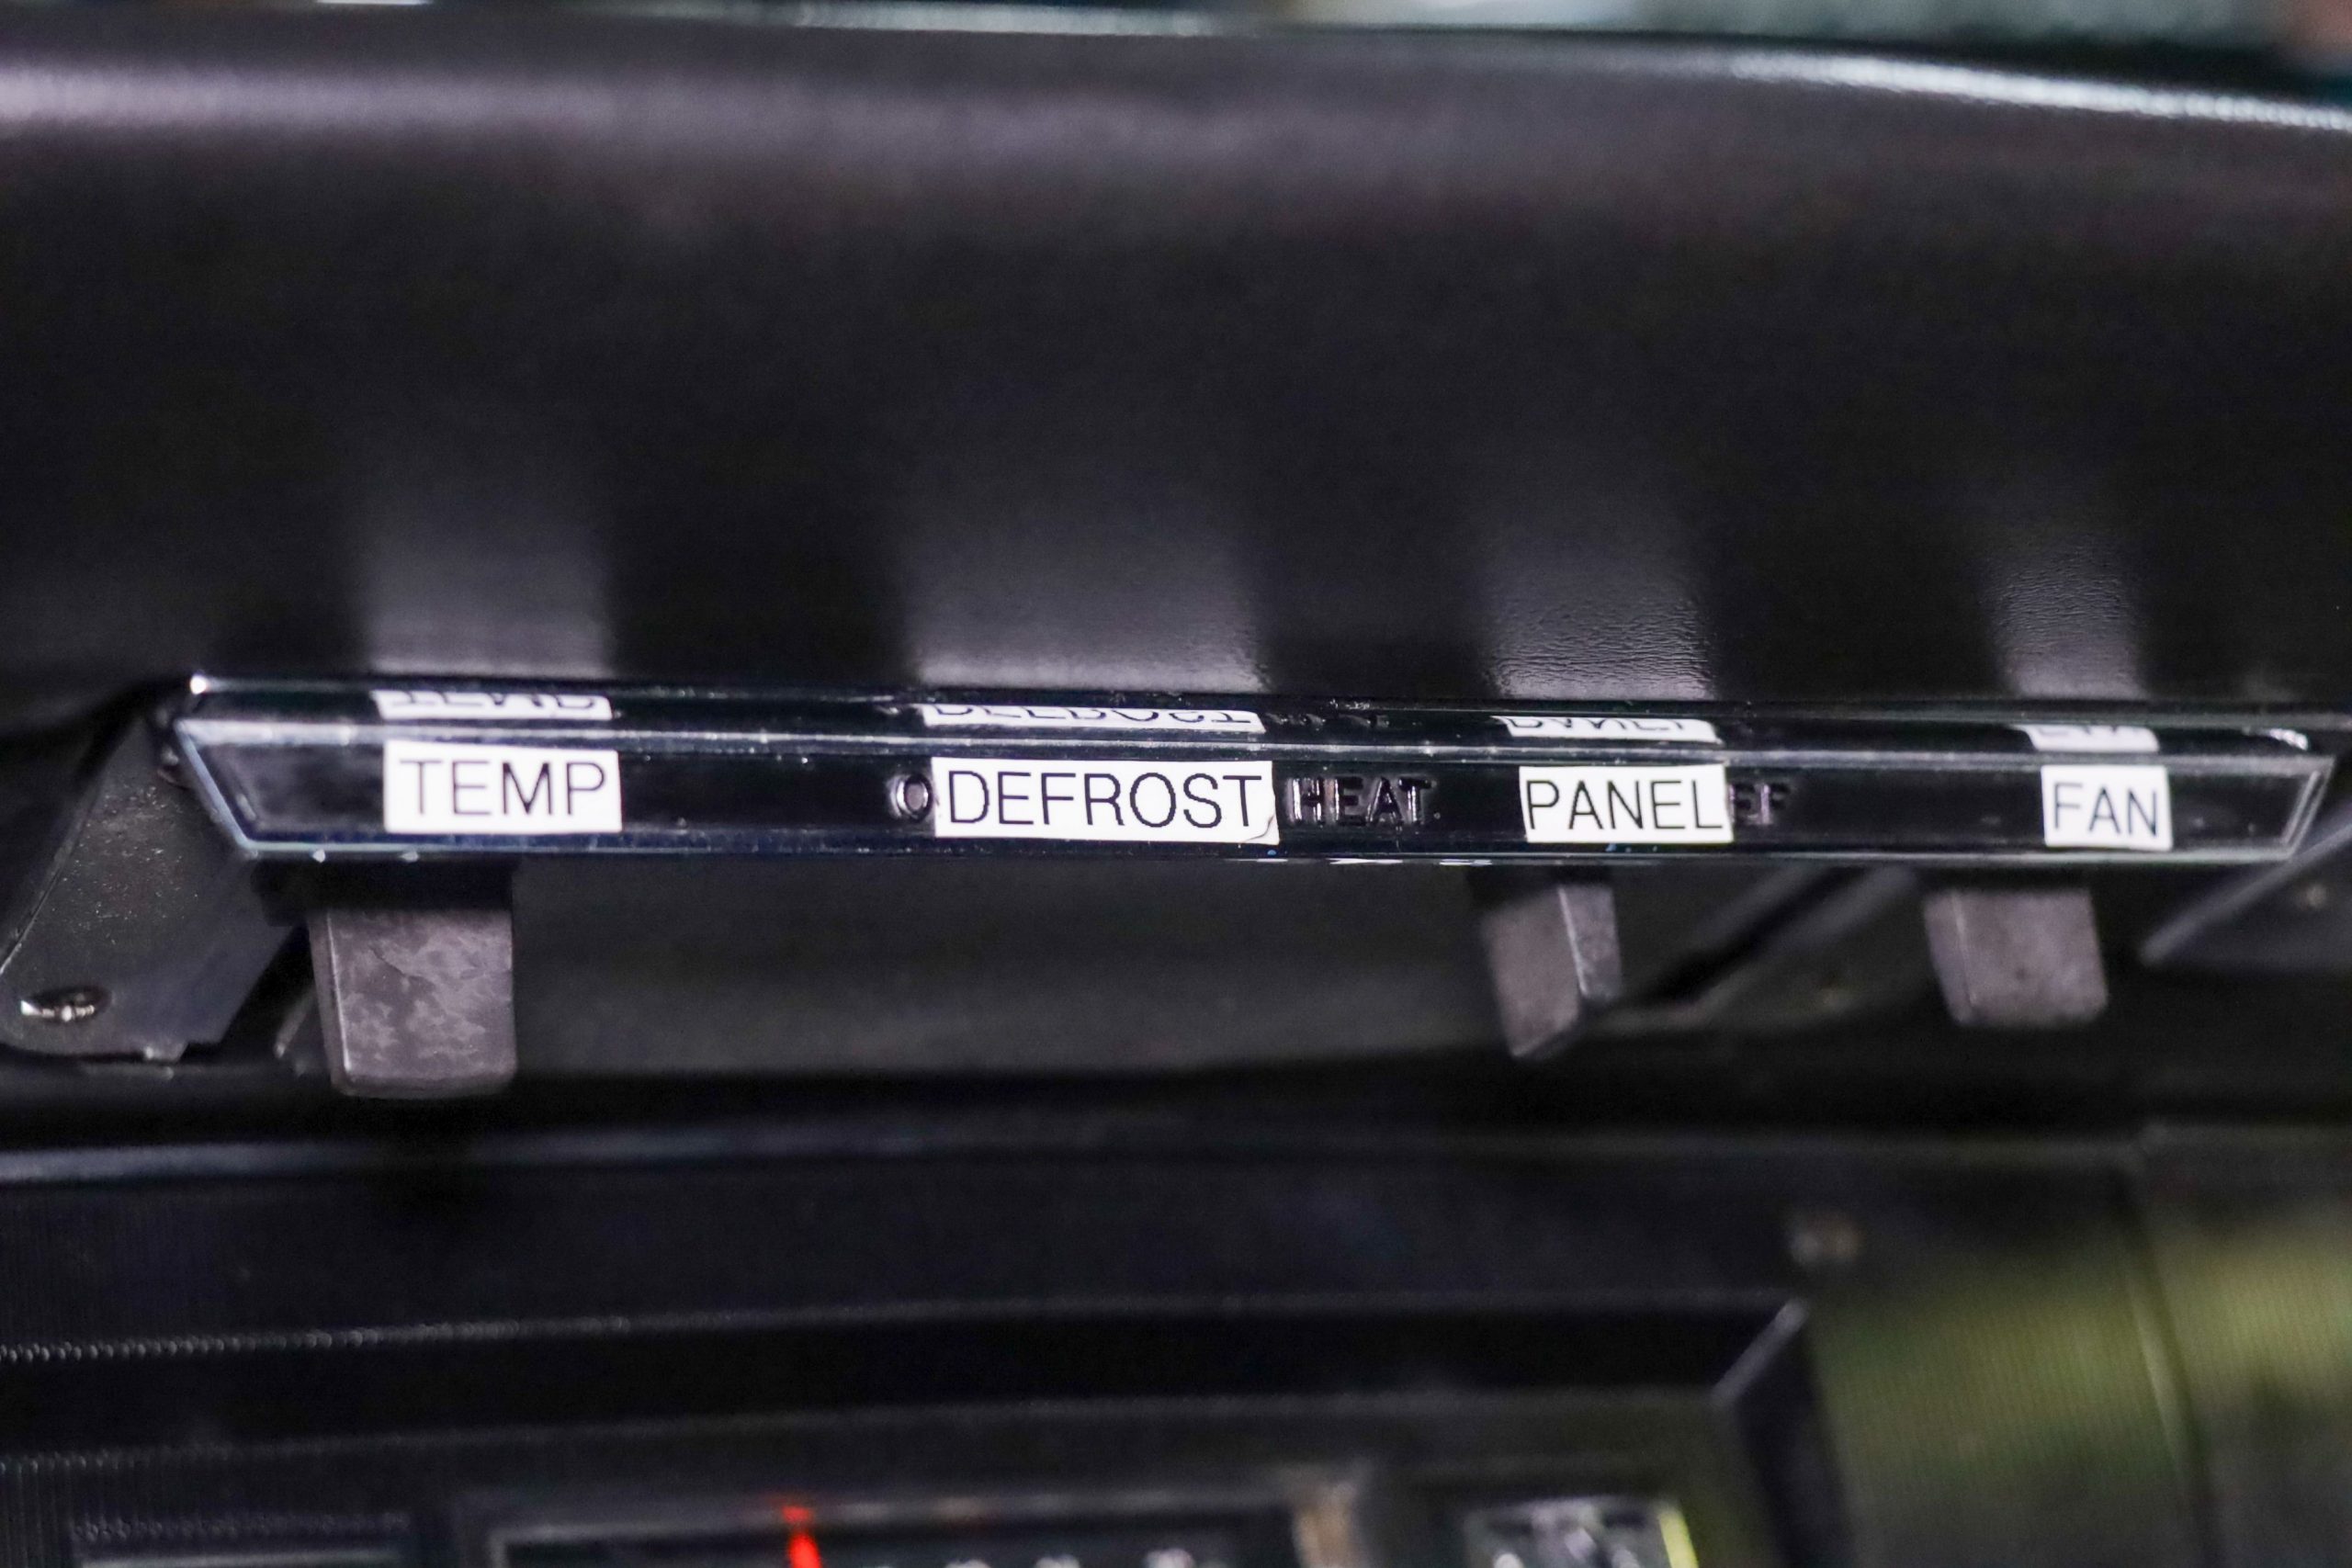 TEMP DEFROST HEAT PANEL FAN